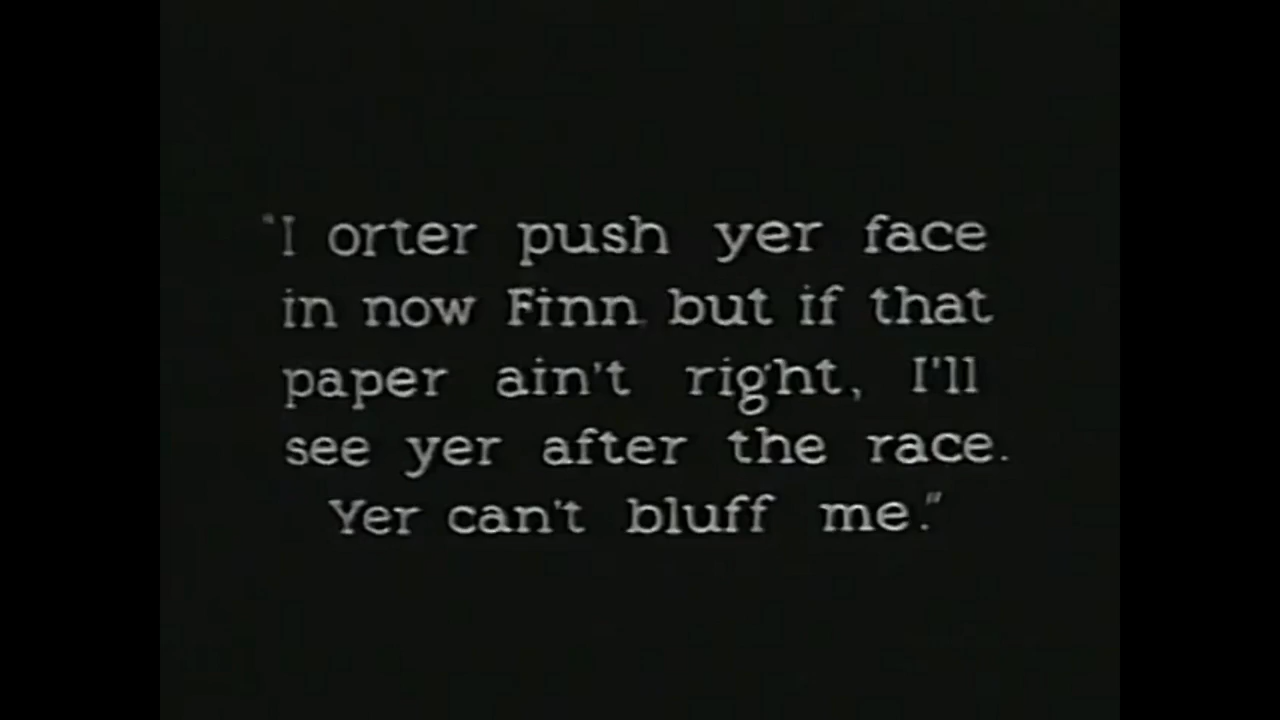 "I orter push yer face
in now Finn but if that
paper ain't right, I'll
see yer after the race.
Yer can't bluff me."